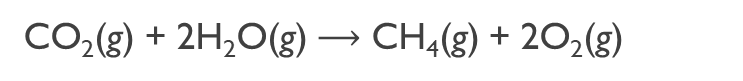 CO₂(g) + 2H₂O(g) ⟶ CH₄(g) + 2O₂(g)